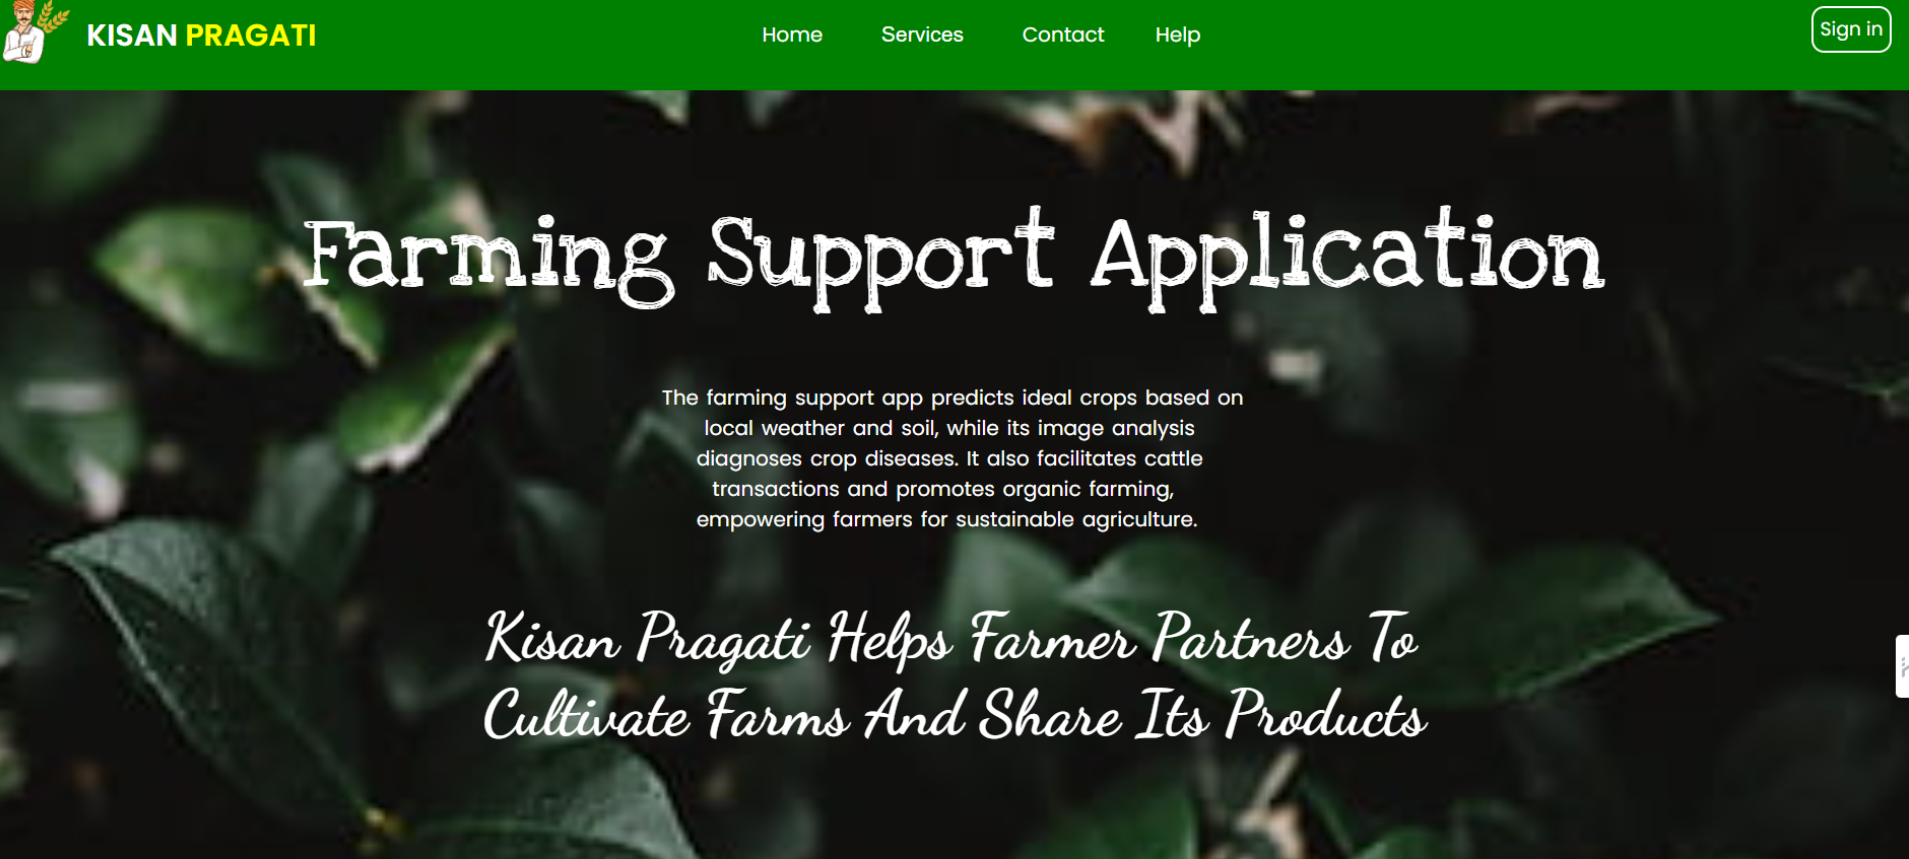 KISAN PRAGATI
Home Services Contact Help
Sign in
Farming Support Application
The farming support app predicts ideal crops based on
local weather and soil, while its image analysis
diagnoses crop diseases. It also facilitates cattle
transactions and promotes organic farming,
empowering farmers for sustainable agriculture.
Kisan Pragati Helps Farmer Partners To
Cultivate Farms And Share Its Products